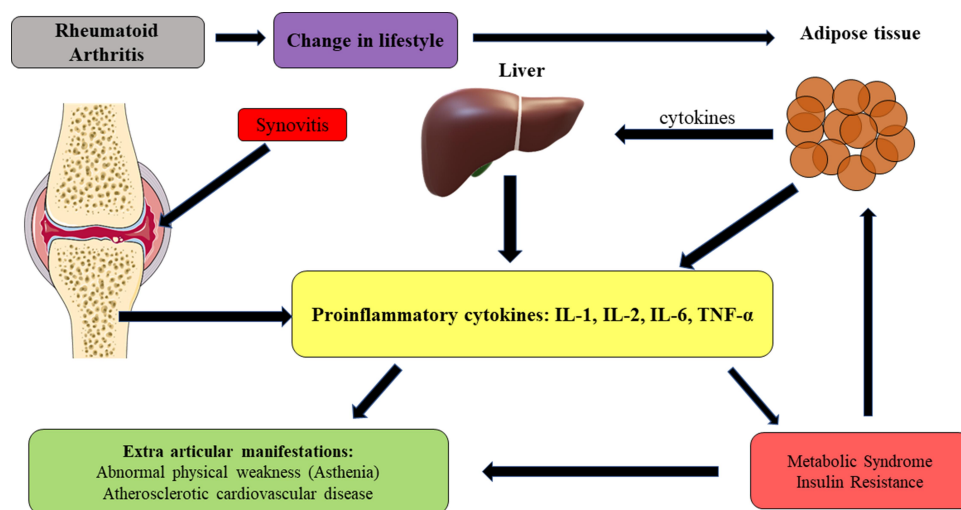 Rheumatoid
Arthritis
Change in lifestyle
Adipose tissue
Liver
Synovitis
cytokines
Proinflammatory cytokines: IL-1, IL-2, IL-6, TNF-α
Extra articular manifestations:
Abnormal physical weakness (Asthenia)
Atherosclerotic cardiovascular disease
Metabolic Syndrome
Insulin Resistance